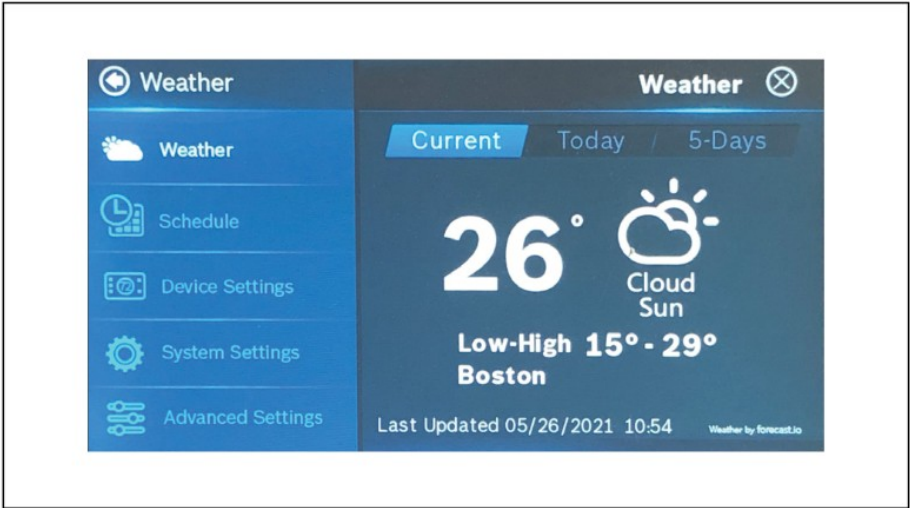 Weather
Weather
Schedule
72
Device Settings
System Settings
Advanced Settings
Weather
Current
Today
5-Days
26°
Cloud
Sun
Low-High 15° - 29°
Boston
Last Updated 05/26/2021 10:54
Weather by forecast.io